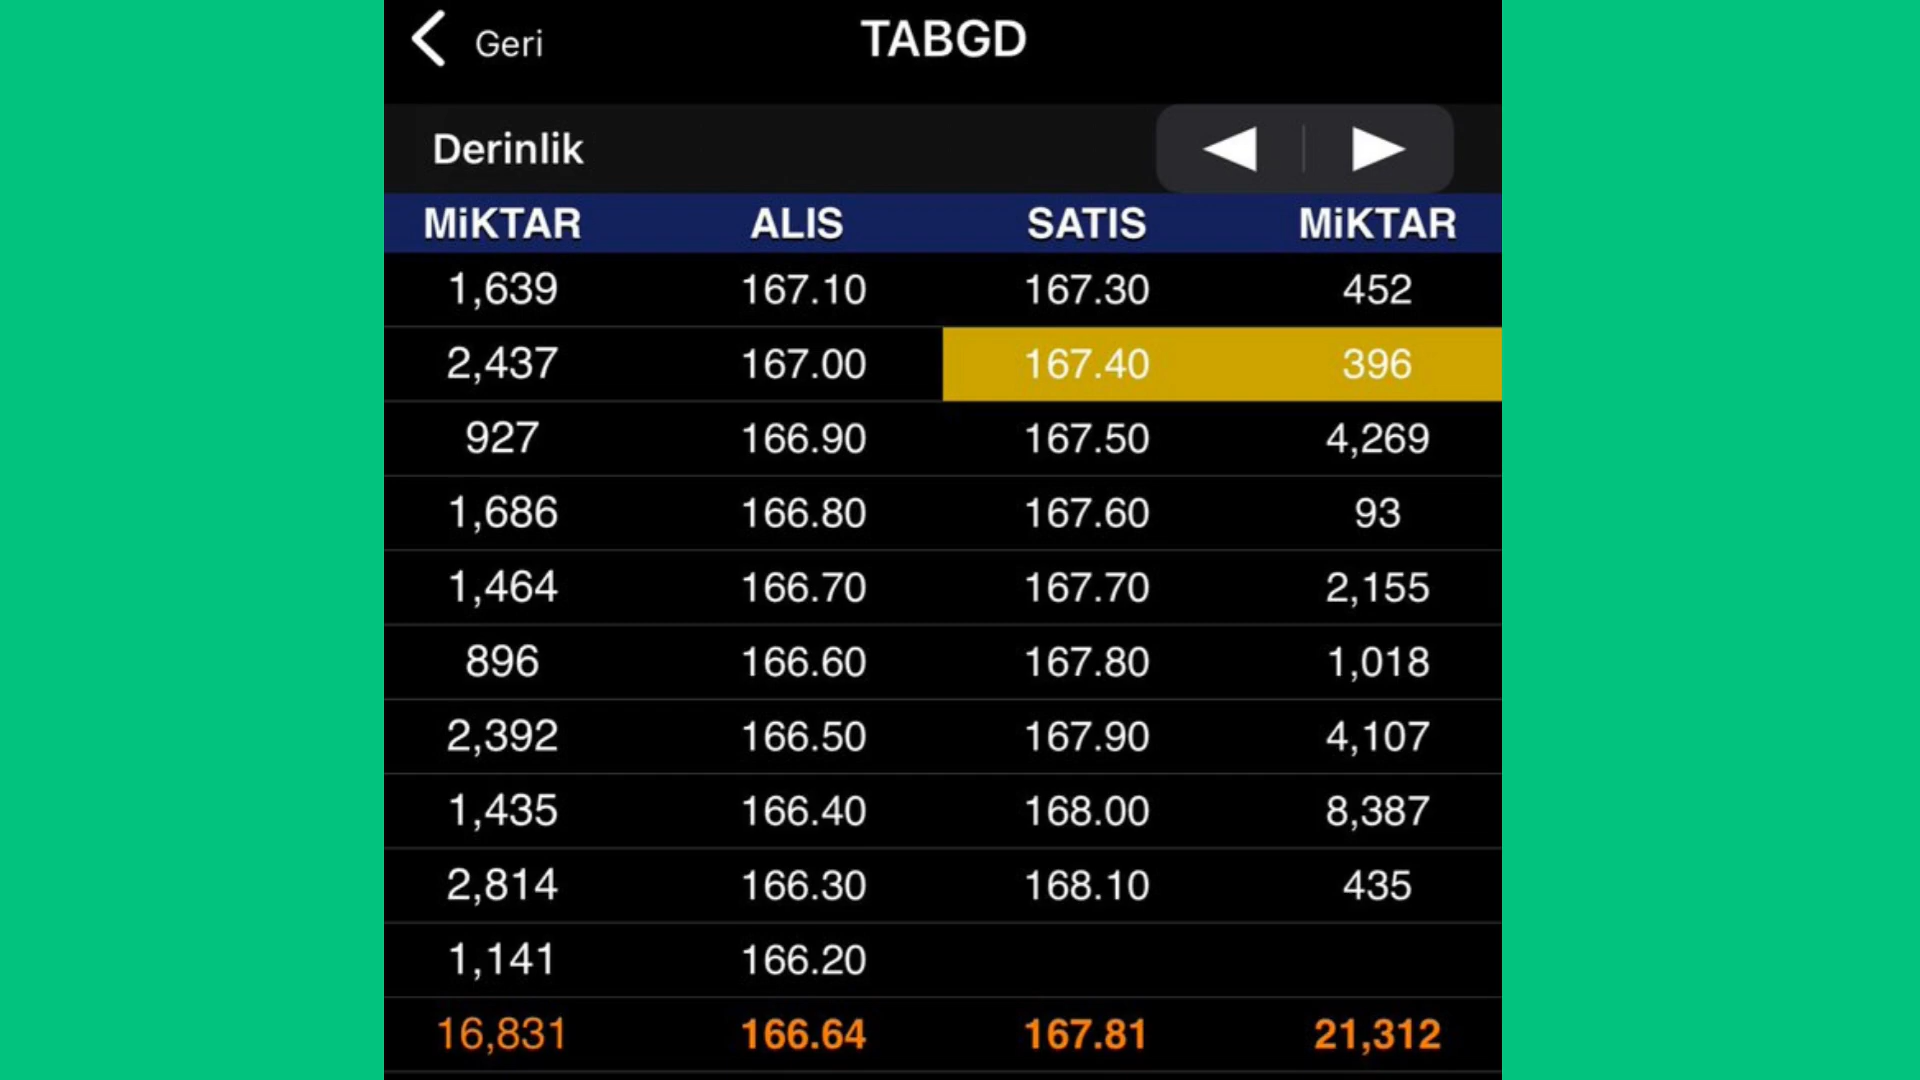 Geri TABGD
Derinlik
MiKTAR ALIS SATIS MiKTAR
1,639 167.10 167.30 452
2,437 167.00 167.40 396
927 166.90 167.50 4,269
1,686 166.80 167.60 93
1,464 166.70 167.70 2,155
896 166.60 167.80 1,018
2,392 166.50 167.90 4,107
1,435 166.40 168.00 8,387
2,814 166.30 168.10 435
1,141 166.20
16,831 166.64 167.81 21,312